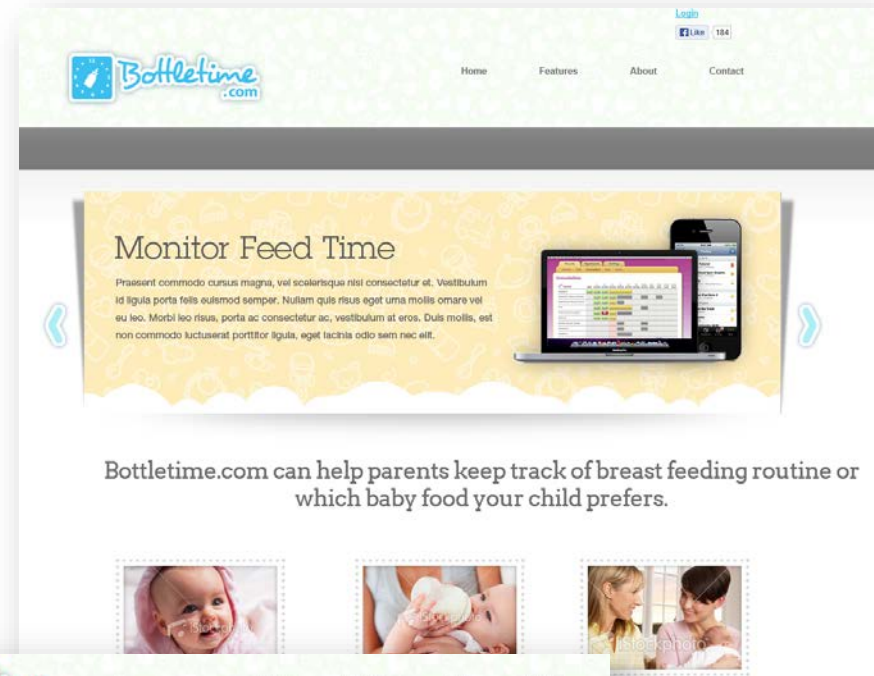 Login
Like 184
Bottletime
.com
Home Features About Contact
Monitor Feed Time
Praesent commodo cursus magna, vel scelerisque nisl consectetur et. Vestibulum
id ligula porta felis euismod semper. Nullam quis risus eget urna mollis ornare vel
eu leo. Morbi leo risus, porta ac consectetur ac, vestibulum at eros. Duis mollis, est
non commodo luctuserat porttitor ligula, eget lacinia odio sem nec elit.
Bottletime.com can help parents keep track of breast feeding routine or
which baby food your child prefers.
iStockphoto